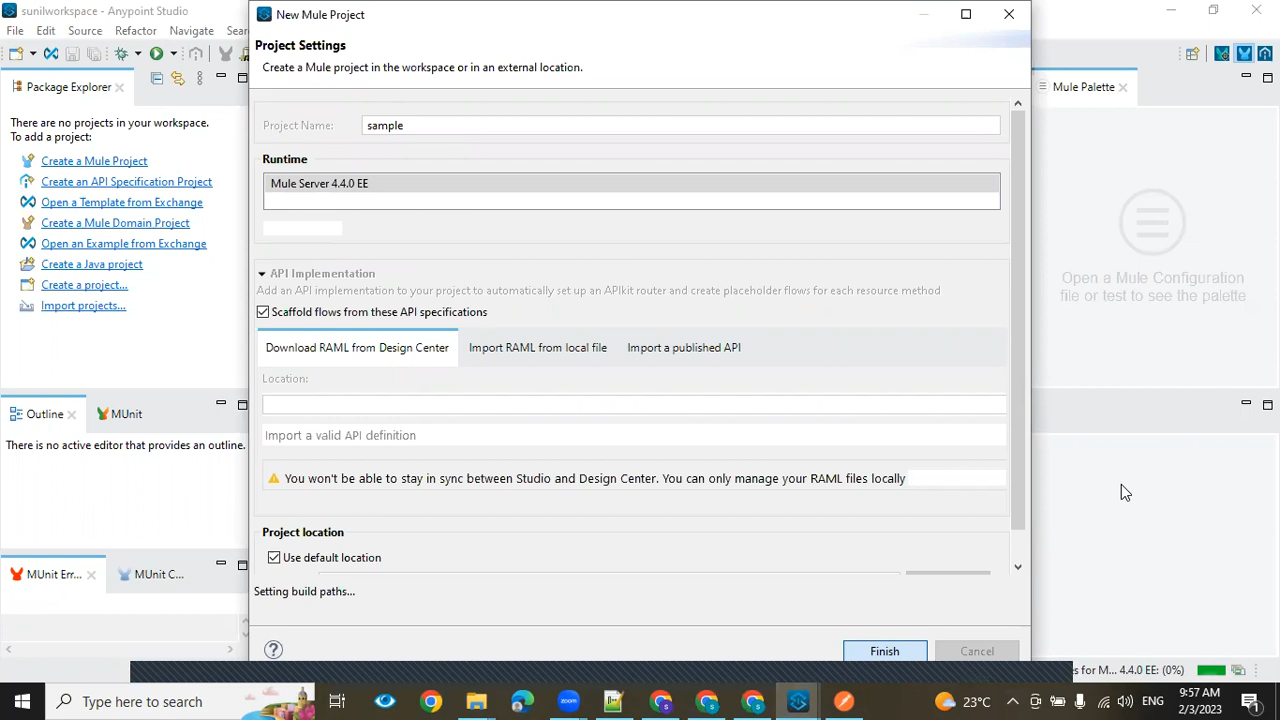 sunilworkspace - Anypoint Studio
File Edit Source Refactor Navigate
Package Explorer
There are no projects in your workspace.
To add a project:
Create a Mule Project
Create an API Specification Project
Open a Template from Exchange
Create a Mule Domain Project
Open an Example from Exchange
Create a Java project
Create a project...
Import projects...
Outline MUnit
There is no active editor that provides an outline.
MUnit Err... MUnit C...
New Mule Project
Project Settings
Create a Mule project in the workspace or in an external location.
Project Name: sample
Runtime
Mule Server 4.4.0 EE
API Implementation
Add an API implementation to your project to automatically set up an APIkit router and create placeholder flows for each resource method
Scaffold flows from these API specifications
Download RAML from Design Center Import RAML from local file Import a published API
Location:
Import a valid API definition
You won't be able to stay in sync between Studio and Design Center. You can only manage your RAML files locally
Project location
Use default location
Setting build paths...
Finish Cancel
Mule Palette
Open a Mule Configuration
file or test to see the palette
es for M... 4.4.0 EE: (0%)
Type here to search
23°C ENG 9:57 AM
2/3/2023
1